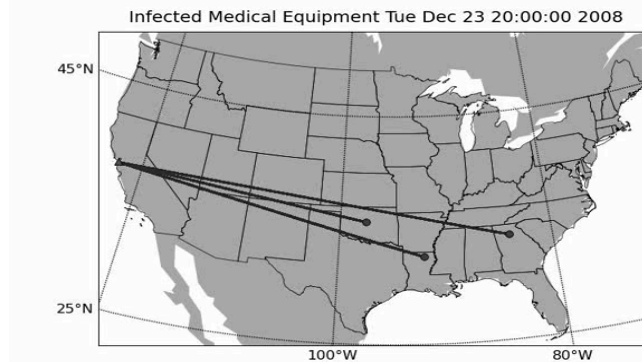 Infected Medical Equipment Tue Dec 23 20:00:00 2008
45°N
25°N
100°W
80°W